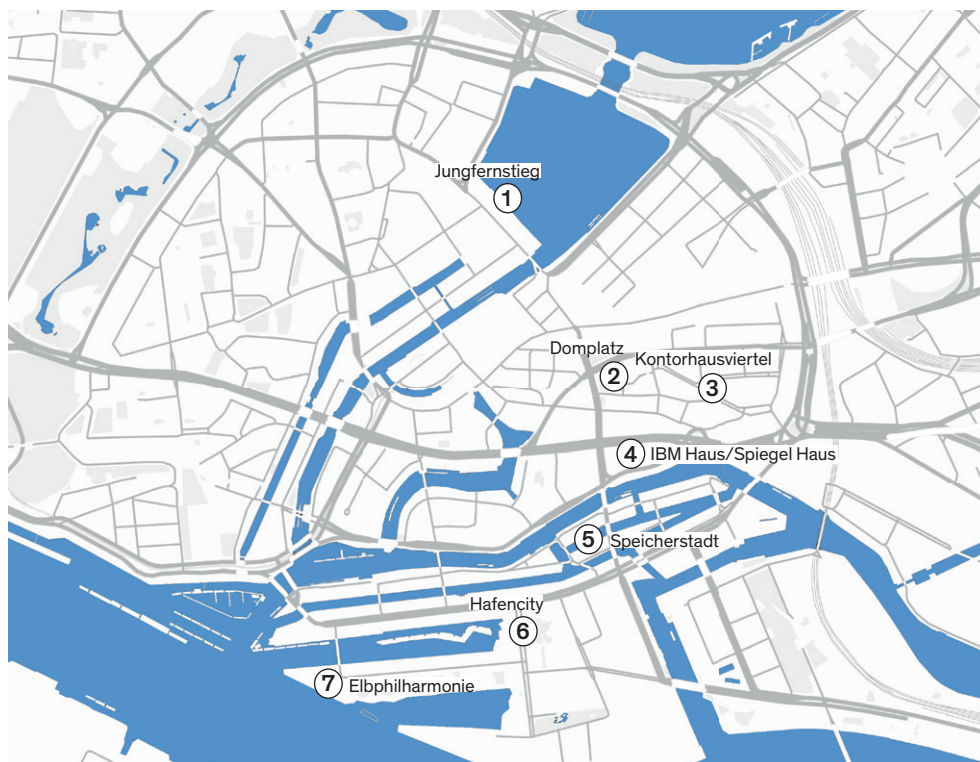 Jungfernstieg
1
Domplatz
2
Kontorhausviertel
3
4 IBM Haus/Spiegel Haus
5 Speicherstadt
Hafencity
6
7 Elbphilharmonie